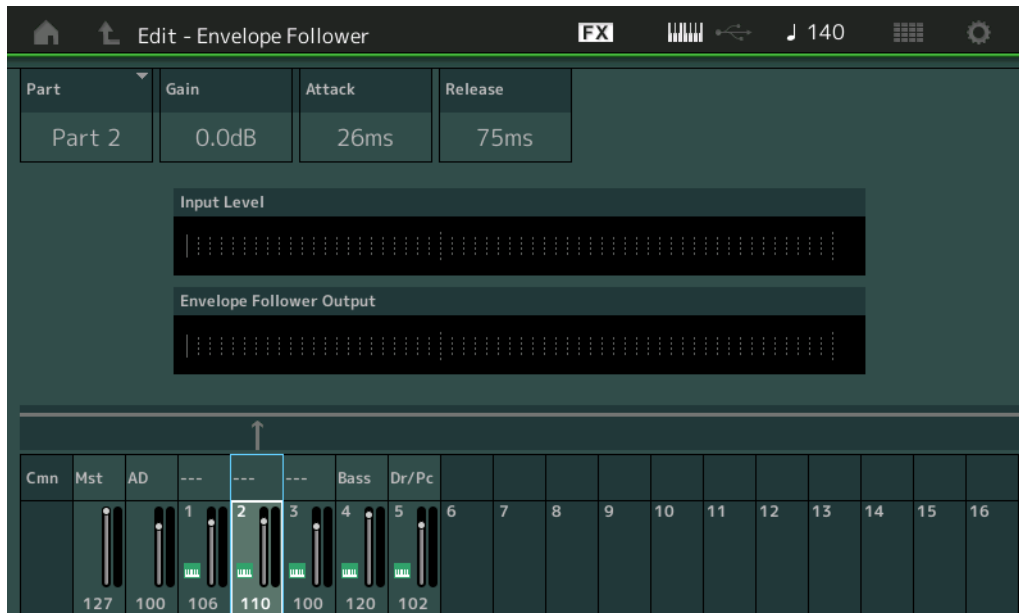 Edit - Envelope Follower FX ♩ 140
Part Gain Attack Release
Part 2 0.0dB 26ms 75ms
Input Level
Envelope Follower Output
Cmn Mst AD --- --- --- Bass Dr/Pc
1 2 3 4 5 6 7 8 9 10 11 12 13 14 15 16
127 100 106 110 100 120 102